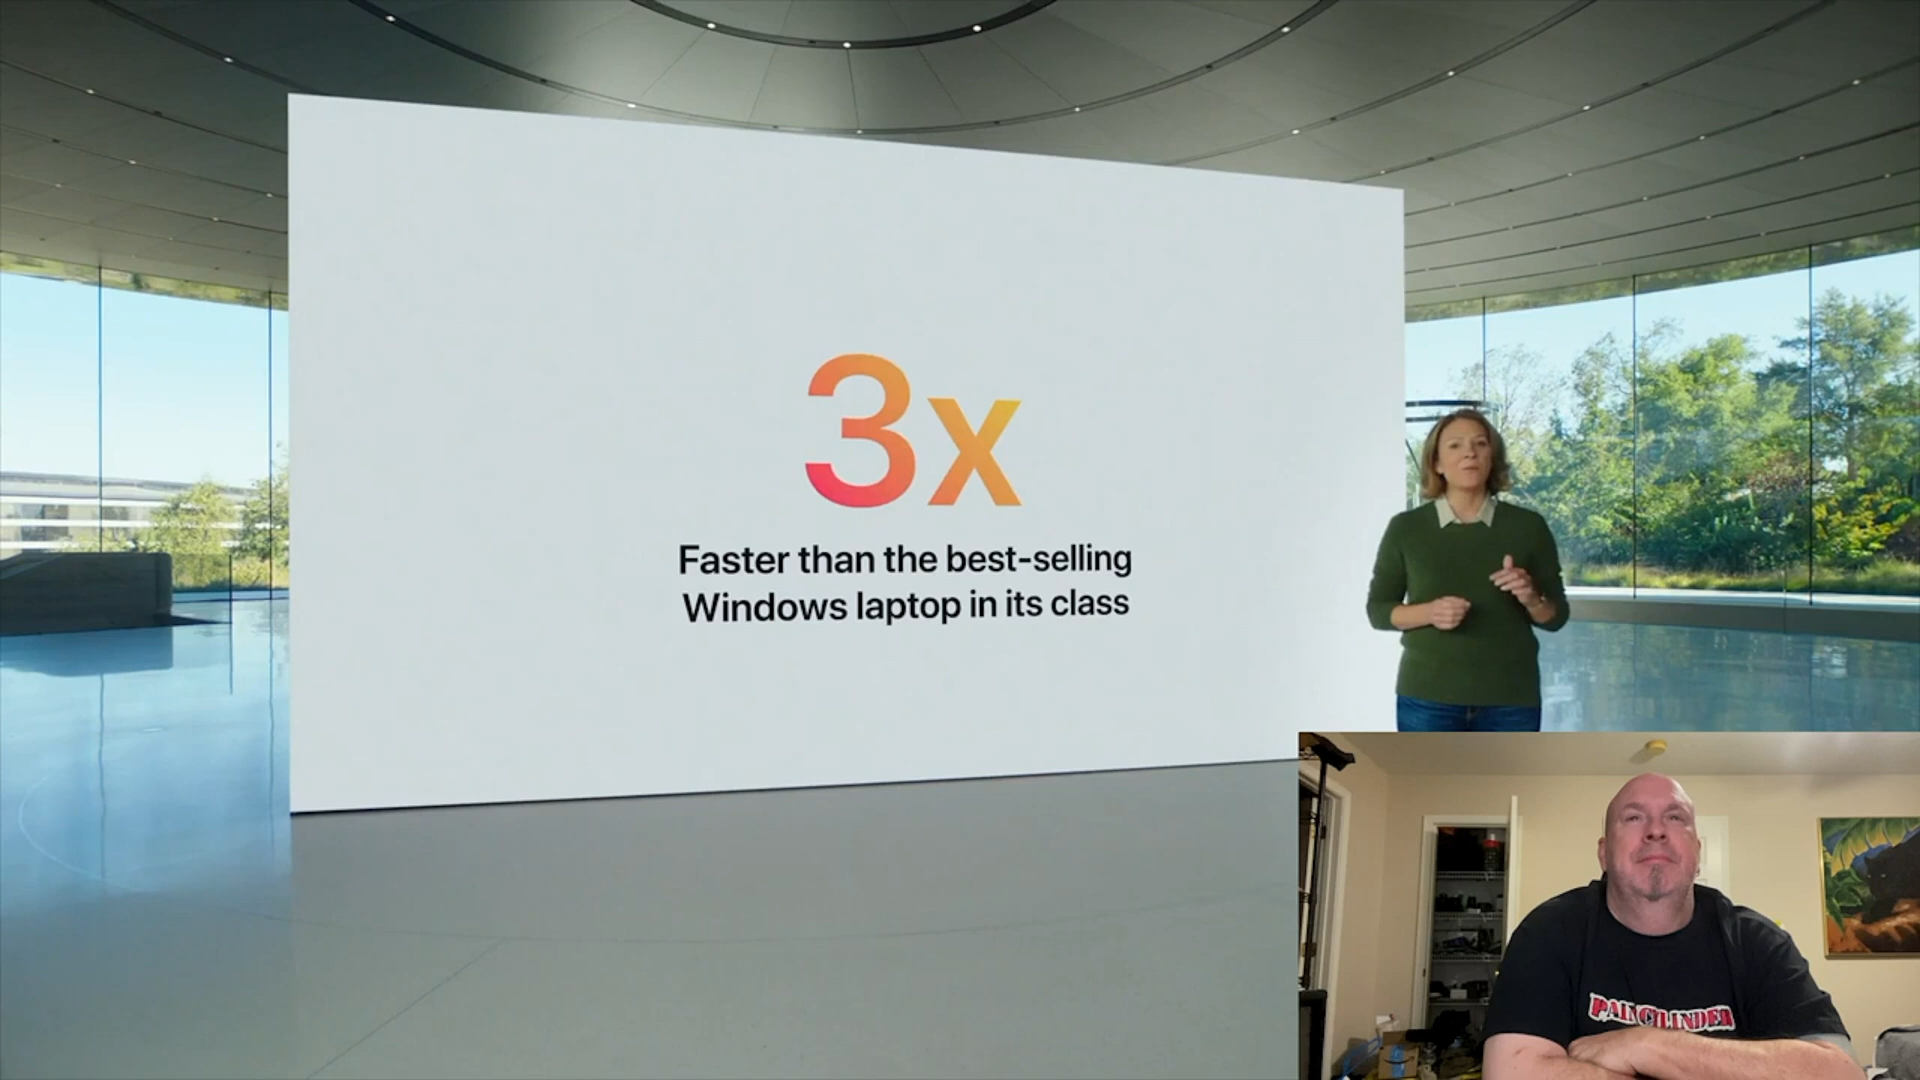 3x
Faster than the best-selling
Windows laptop in its class